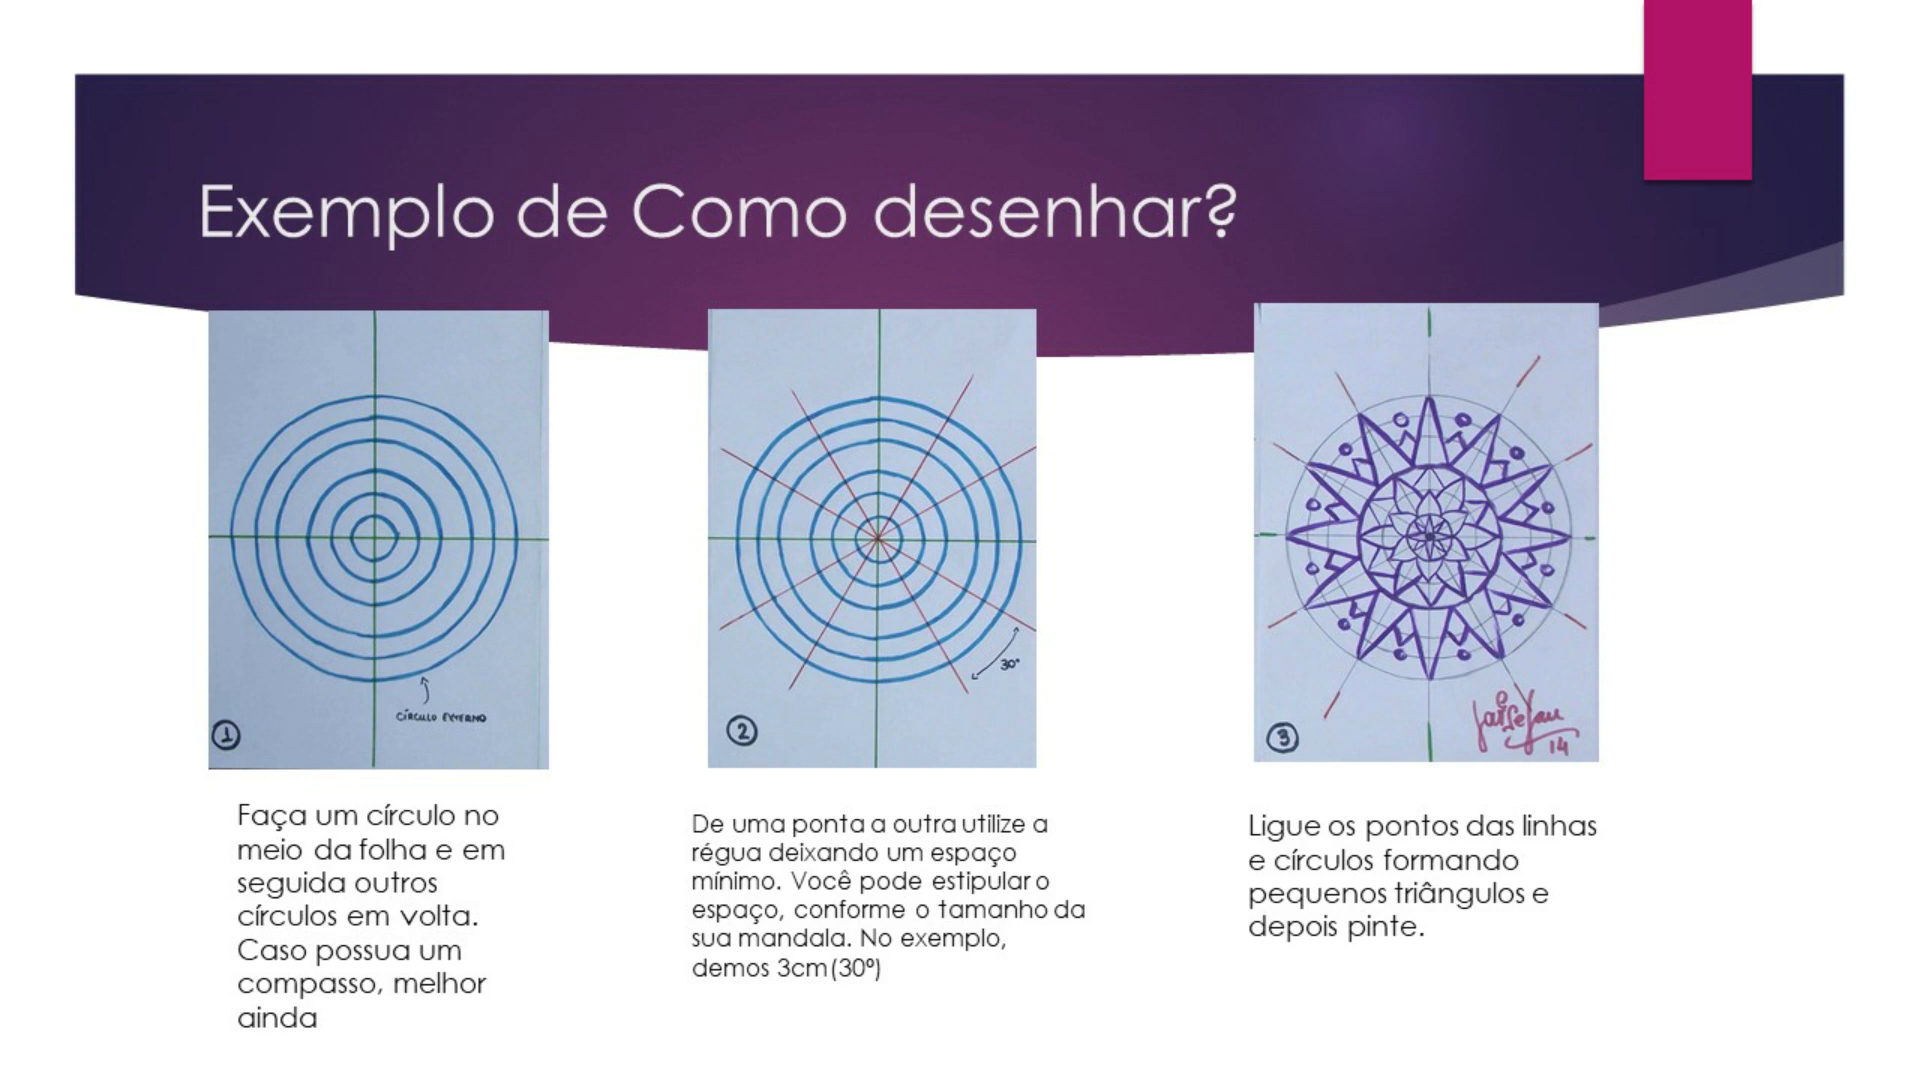 Exemplo de Como desenhar?
CÍRCULO EXTERNO
1
Faça um círculo no
meio da folha e em
seguida outros
círculos em volta.
Caso possua um
compasso, melhor
ainda
30°
2
De uma ponta a outra utilize a
régua deixando um espaço
mínimo. Você pode estipular o
espaço, conforme o tamanho da
sua mandala. No exemplo,
demos 3cm(30º)
14
3
Ligue os pontos das linhas
e círculos formando
pequenos triângulos e
depois pinte.